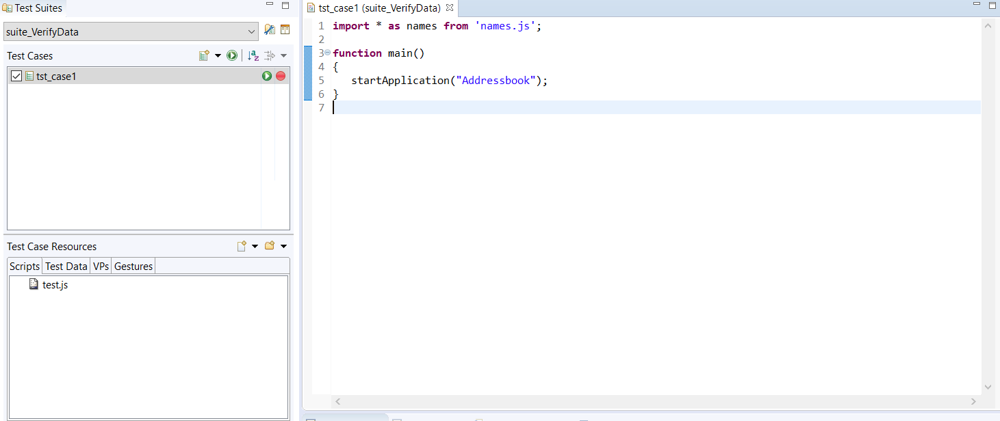 Test Suites
suite_VerifyData
Test Cases
tst_case1
Test Case Resources
Scripts Test Data VPs Gestures
test.js
tst_case1 (suite_VerifyData)
1 import * as names from 'names.js';
2
3 function main()
4 {
5 startApplication("Addressbook");
6 }
7